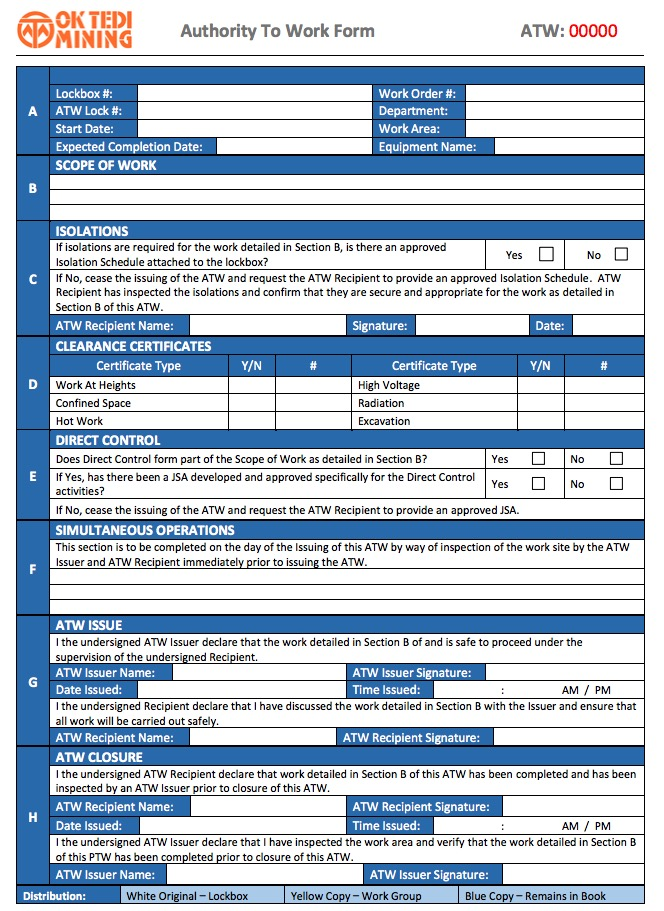 OK TEDI
MINING
Authority To Work Form
ATW: 00000
A
Lockbox #:
Work Order #:
ATW Lock #:
Department:
Start Date:
Work Area:
Expected Completion Date:
Equipment Name:
B
SCOPE OF WORK
C
ISOLATIONS
If isolations are required for the work detailed in Section B, is there an approved
Isolation Schedule attached to the lockbox?
Yes
No
If No, cease the issuing of the ATW and request the ATW Recipient to provide an approved Isolation Schedule. ATW
Recipient has inspected the isolations and confirm that they are secure and appropriate for the work as detailed in
Section B of this ATW.
ATW Recipient Name:
Signature:
Date:
D
CLEARANCE CERTIFICATES
Certificate Type
Y/N
#
Certificate Type
Y/N
#
Work At Heights
High Voltage
Confined Space
Radiation
Hot Work
Excavation
E
DIRECT CONTROL
Does Direct Control form part of the Scope of Work as detailed in Section B?
Yes
No
If Yes, has there been a JSA developed and approved specifically for the Direct Control
activities?
Yes
No
If No, cease the issuing of the ATW and request the ATW Recipient to provide an approved JSA.
F
SIMULTANEOUS OPERATIONS
This section is to be completed on the day of the Issuing of this ATW by way of inspection of the work site by the ATW
Issuer and ATW Recipient immediately prior to issuing the ATW.
G
ATW ISSUE
I the undersigned ATW Issuer declare that the work detailed in Section B of and is safe to proceed under the
supervision of the undersigned Recipient.
ATW Issuer Name:
ATW Issuer Signature:
Date Issued:
Time Issued:
: AM / PM
I the undersigned Recipient declare that I have discussed the work detailed in Section B with the Issuer and ensure that
all work will be carried out safely.
ATW Recipient Name:
ATW Recipient Signature:
H
ATW CLOSURE
I the undersigned ATW Recipient declare that work detailed in Section B of this ATW has been completed and has been
inspected by an ATW Issuer prior to closure of this ATW.
ATW Recipient Name:
ATW Recipient Signature:
Date Issued:
Time Issued:
: AM / PM
I the undersigned ATW Issuer declare that I have inspected the work area and verify that the work detailed in Section B
of this PTW has been completed prior to closure of this ATW.
ATW Issuer Name:
ATW Issuer Signature:
Distribution:
White Original – Lockbox
Yellow Copy – Work Group
Blue Copy – Remains in Book